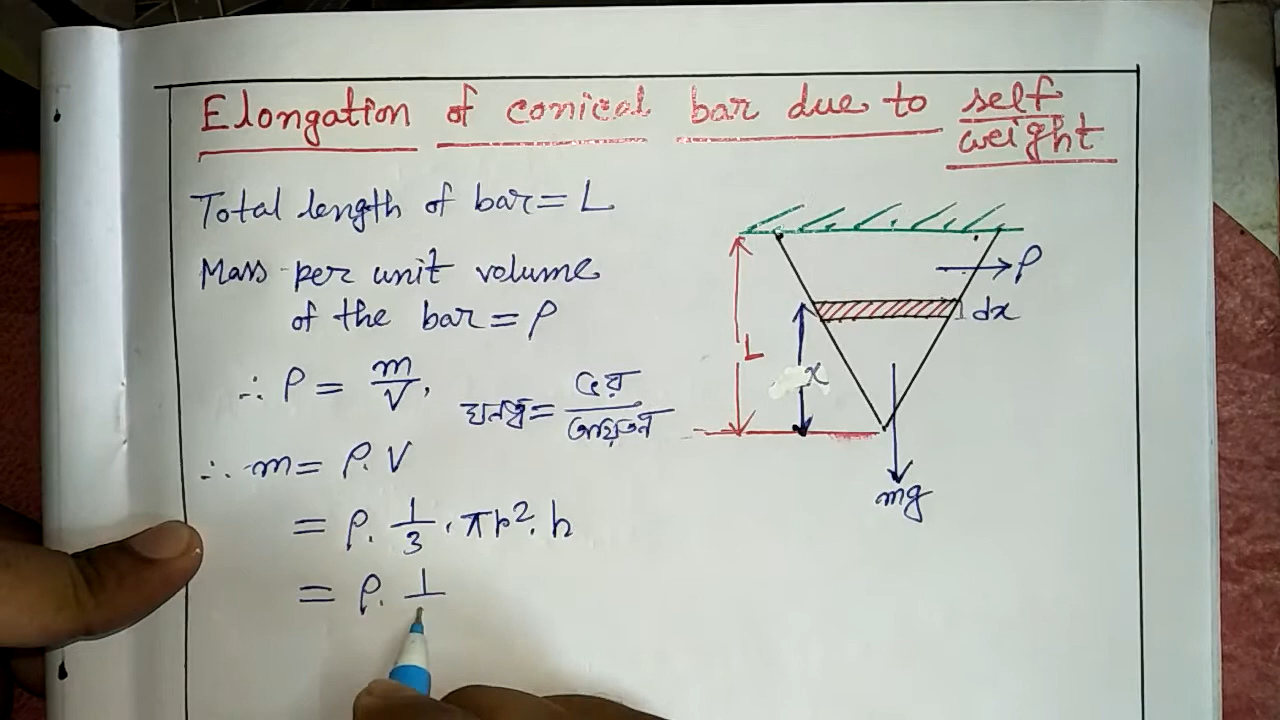 Elongation of conical bar due to self weight
Total length of bar = L
Mass per unit volume
of the bar = ρ
∴ ρ = m/V, ঘনত্ব = ভর/আয়তন
∴ m = ρ. V
= ρ. 1/3 . πr². h
= ρ. 1
ρ
dx
L
x
mg